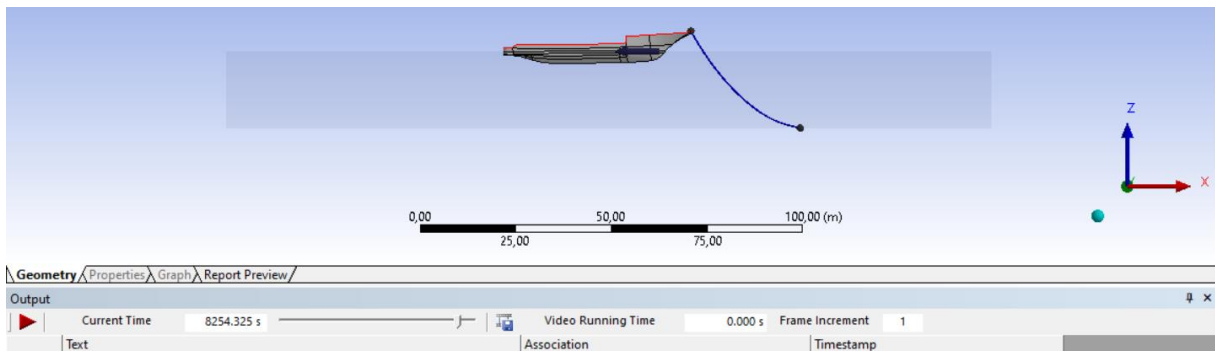 Z
X
0,00 50,00 100,00 (m)
25,00 75,00
Geometry Properties Graph Report Preview
Output
Current Time 8254.325 s Video Running Time 0.000 s Frame Increment 1
Text Association Timestamp